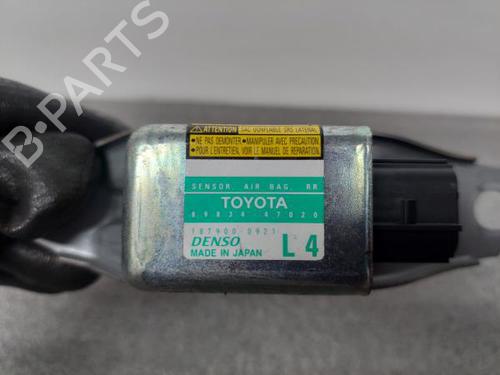 ATTENTION SAC GONFLABLE SRS LATERAL
•NE PAS DEMONTER •MANIPULER AVEC PRECAUTION
•POUR L'ENTRETIEN, VOIR LE MANUEL DE REPARATION
SENSOR, AIR BAG, RR
TOYOTA
89834-47020
187900-0921
DENSO
MADE IN JAPAN
L4
B-PARTS